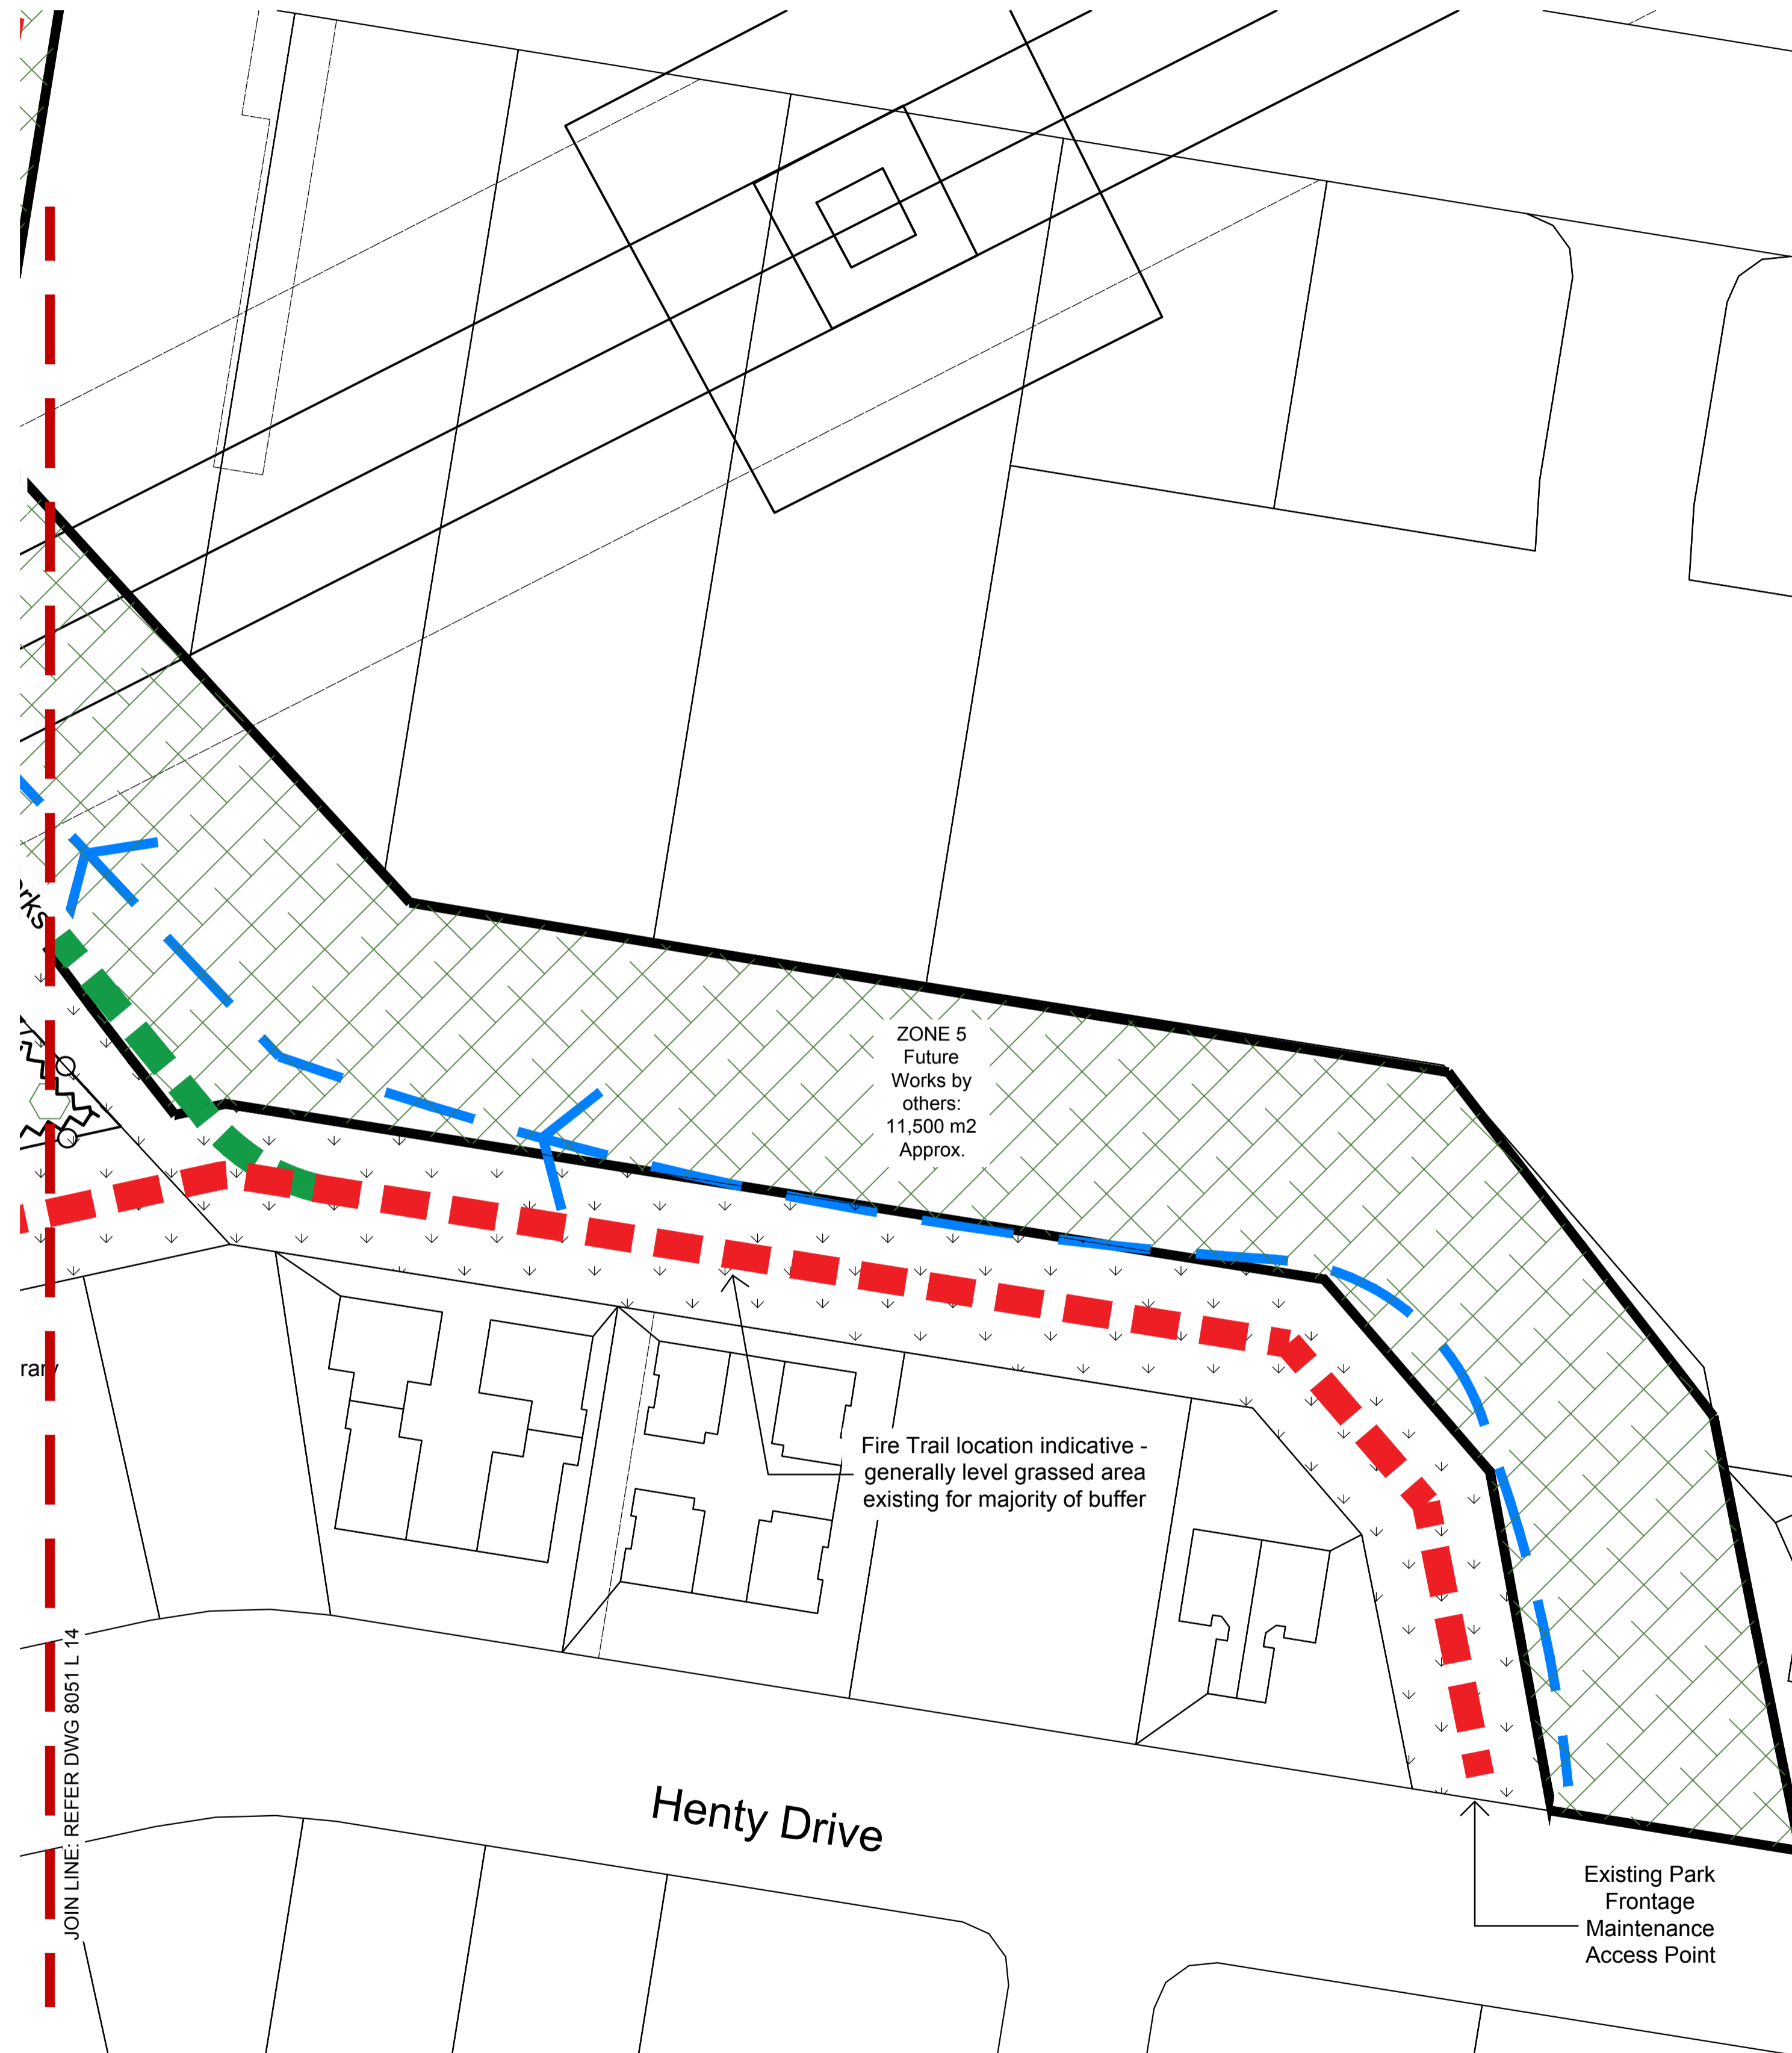 ZONE 5
Future
Works by
others:
11,500 m2
Approx.
Fire Trail location indicative -
generally level grassed area
existing for majority of buffer
JOIN LINE: REFER DWG 8051 L 14
Henty Drive
Existing Park
Frontage
Maintenance
Access Point